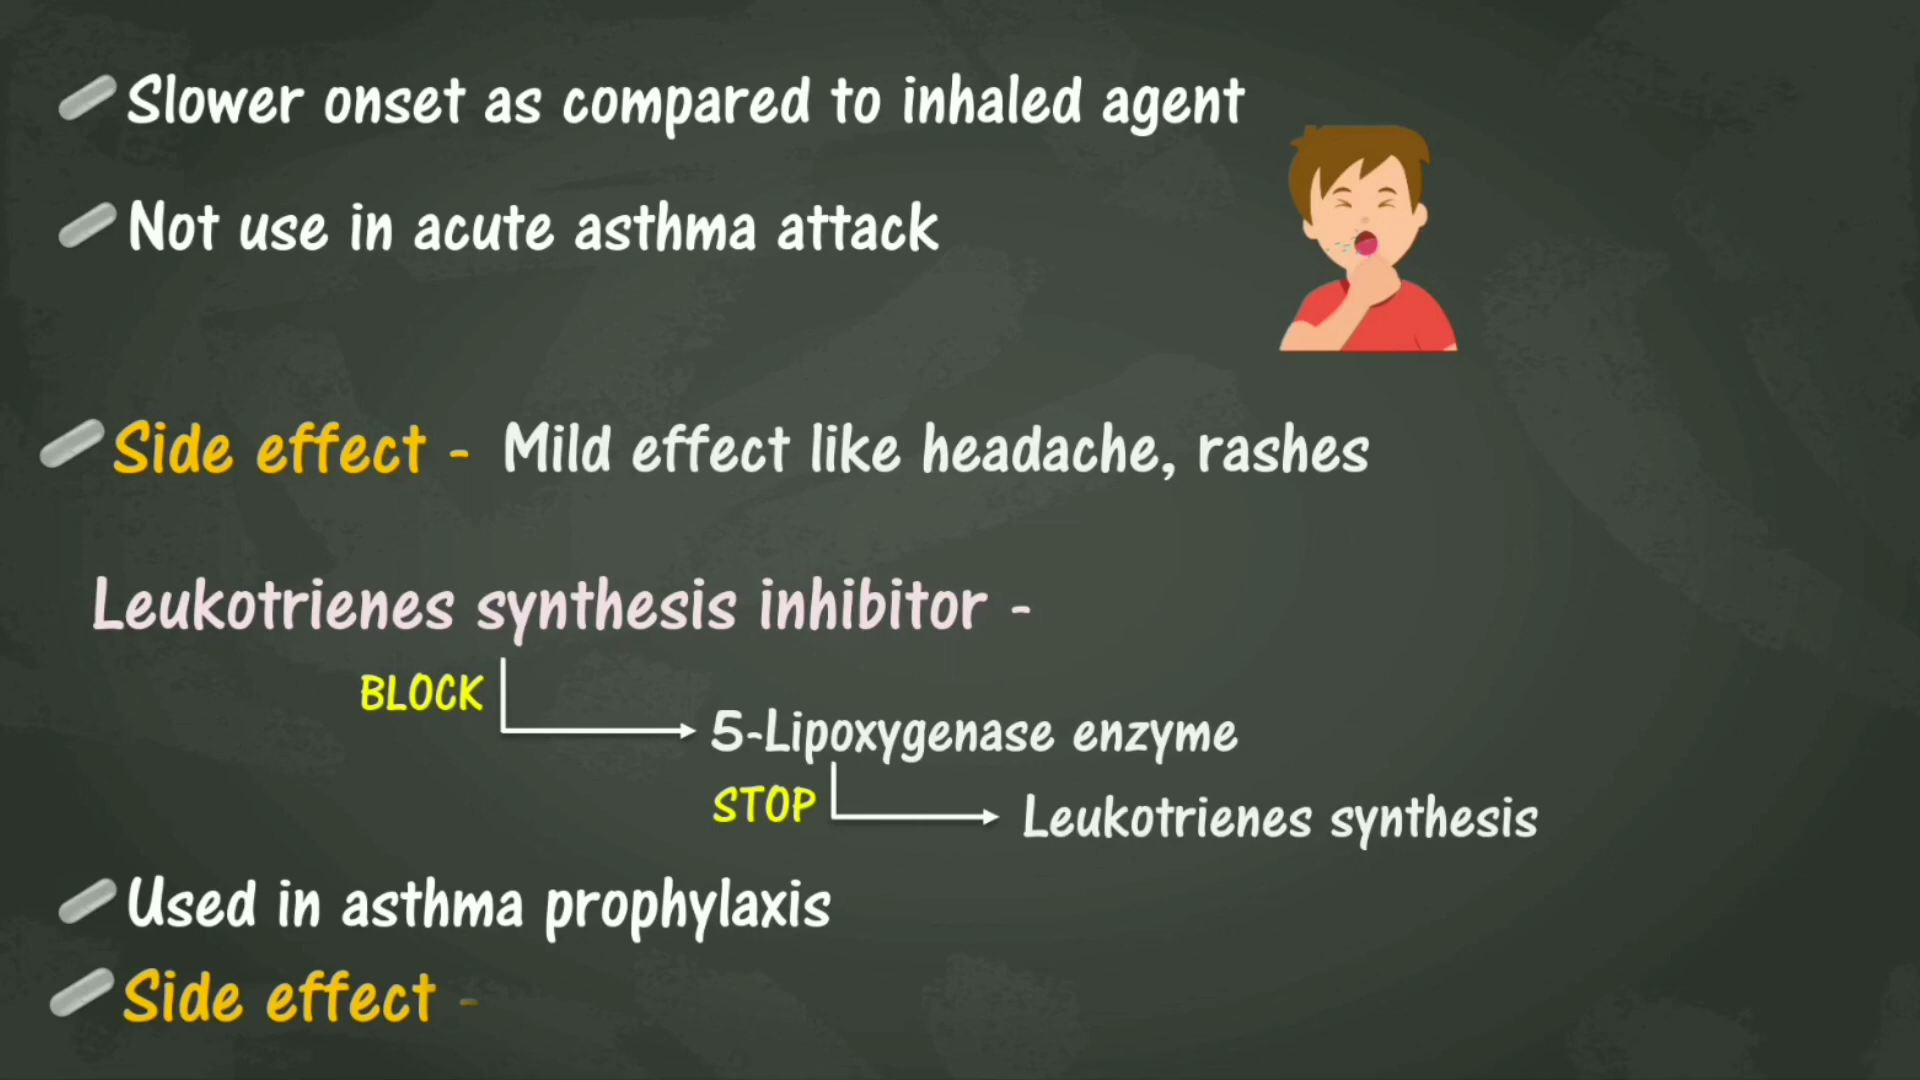 Slower onset as compared to inhaled agent
Not use in acute asthma attack
Side effect - Mild effect like headache, rashes
Leukotrienes synthesis inhibitor -
BLOCK
5-Lipoxygenase enzyme
STOP
Leukotrienes synthesis
Used in asthma prophylaxis
Side effect -